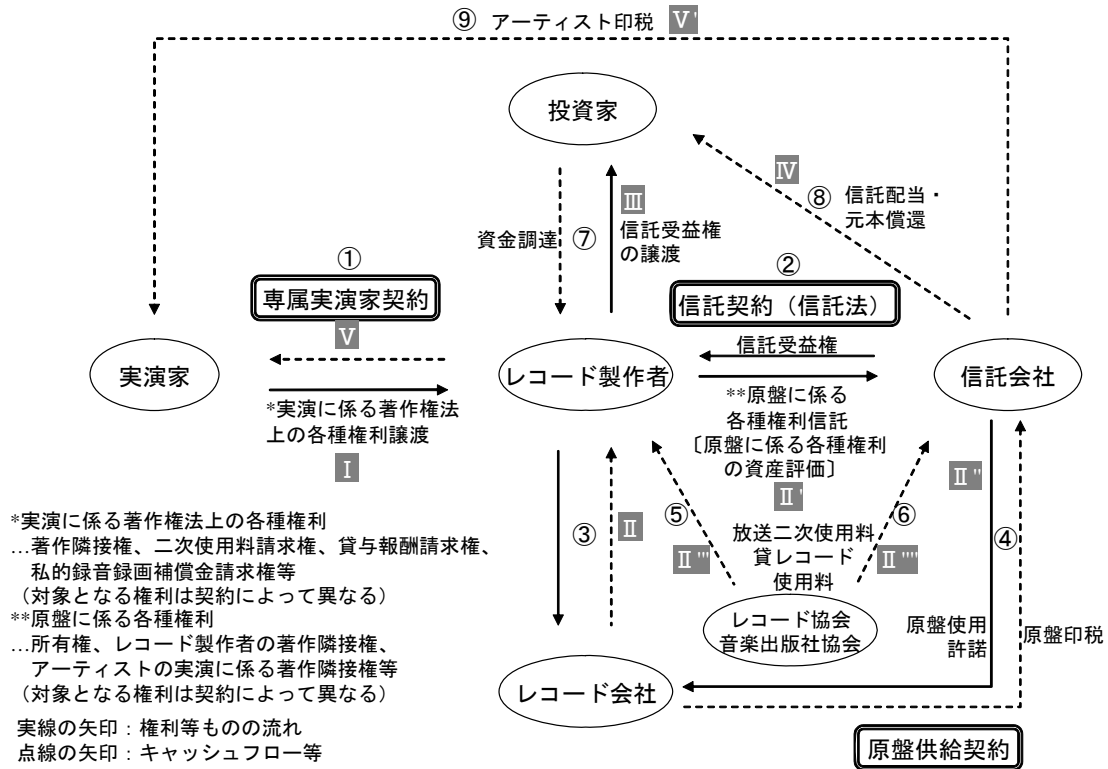 ⑨ アーティスト印税 Ⅴ'
投資家
Ⅳ
⑧ 信託配当・
元本償還
Ⅲ
資金調達 ⑦ 信託受益権
の譲渡
①
専属実演家契約
Ⅴ
②
信託契約（信託法）
信託受益権
実演家
レコード製作者
信託会社
*実演に係る著作権法
上の各種権利譲渡
Ⅰ
**原盤に係る
各種権利信託
〔原盤に係る各種権利
の資産評価〕
Ⅱ'
Ⅱ''
③
Ⅱ
⑤
Ⅱ'''
放送二次使用料
貸レコード
使用料
⑥
Ⅱ''''
④
レコード協会
音楽出版社協会
原盤使用
許諾
原盤印税
レコード会社
原盤供給契約
*実演に係る著作権法上の各種権利
…著作隣接権、二次使用料請求権、貸与報酬請求権、
私的録音録画補償金請求権等
（対象となる権利は契約によって異なる）
**原盤に係る各種権利
…所有権、レコード製作者の著作隣接権、
アーティストの実演に係る著作隣接権等
（対象となる権利は契約によって異なる）
実線の矢印：権利等ものの流れ
点線の矢印：キャッシュフロー等